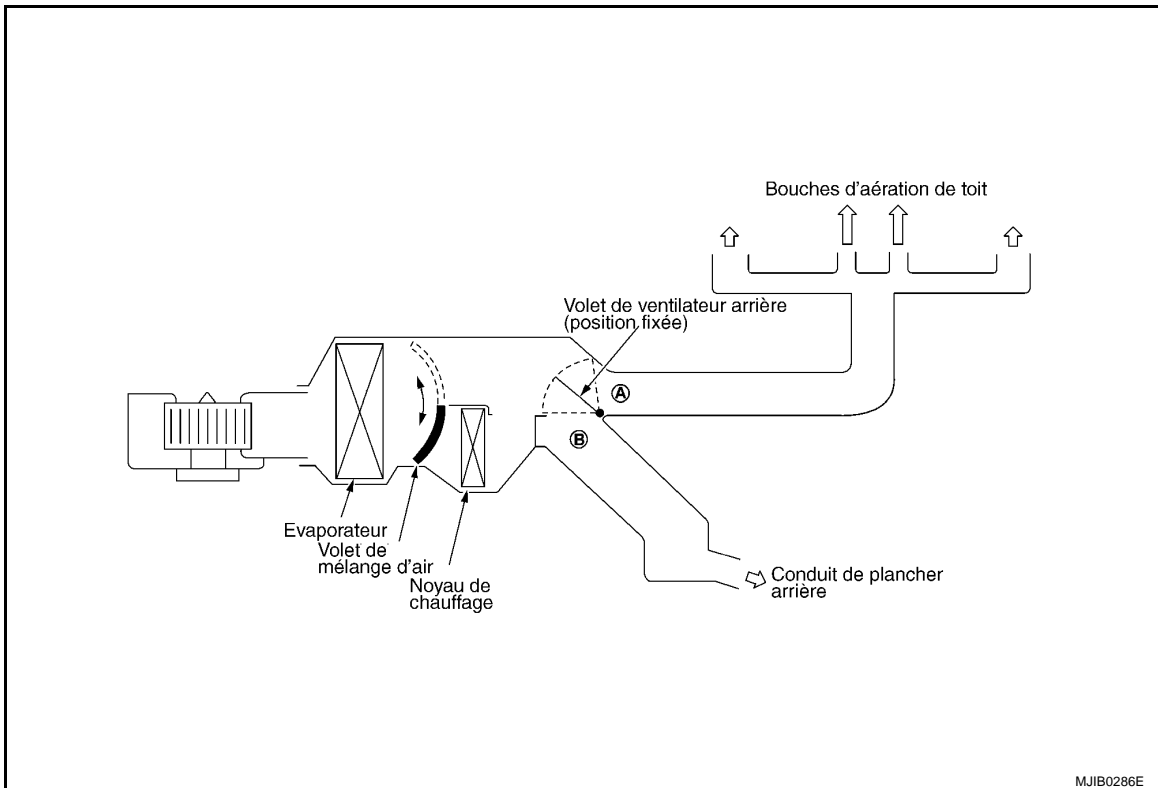 Bouches d'aération de toit
Volet de ventilateur arrière
(position fixée)
A
B
Evaporateur
Volet de
mélange d'air
Noyau de
chauffage
Conduit de plancher
arrière
MJIB0286E